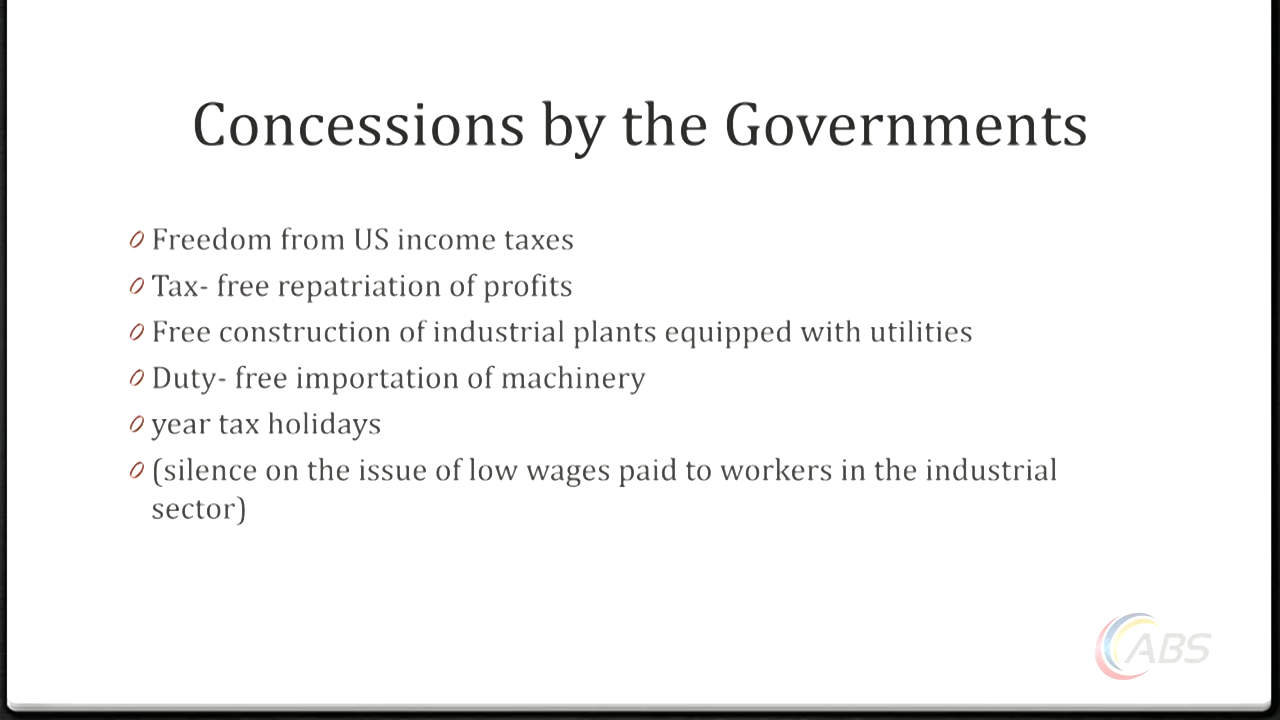 Concessions by the Governments
Freedom from US income taxes
Tax- free repatriation of profits
Free construction of industrial plants equipped with utilities
Duty- free importation of machinery
year tax holidays
(silence on the issue of low wages paid to workers in the industrial
sector)
ABS